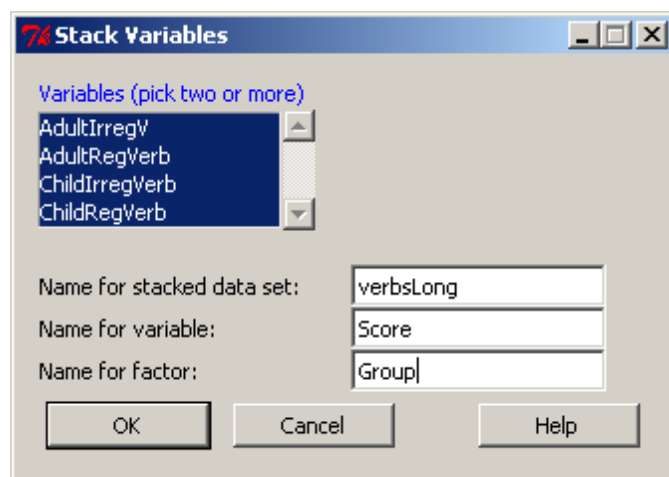 Stack Variables
Variables (pick two or more)
AdultIrregV
AdultRegVerb
ChildIrregVerb
ChildRegVerb
Name for stacked data set: verbsLong
Name for variable: Score
Name for factor: Group
OK Cancel Help